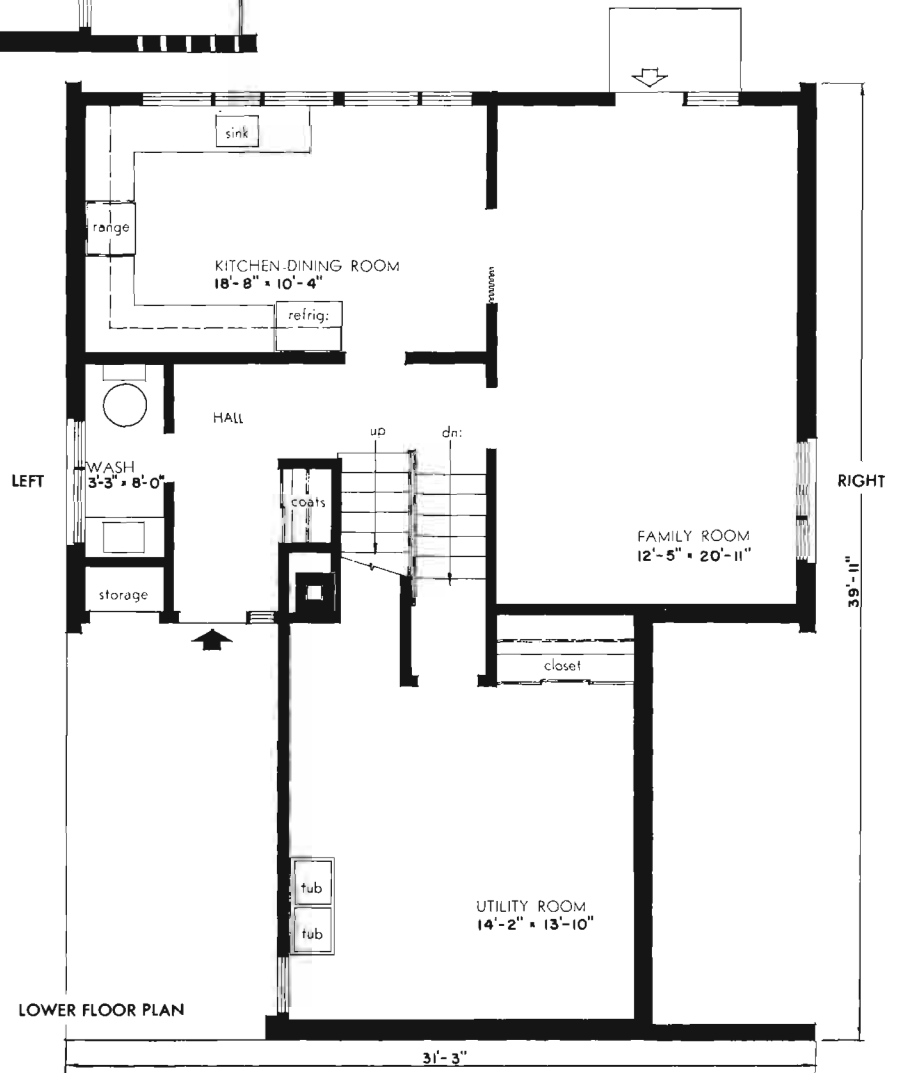 sink
range
KITCHEN-DINING ROOM
18'-8" x 10'-4"
refrig:
HALL
up
dn:
LEFT
WASH
3'-3" x 8'-0"
coats
RIGHT
FAMILY ROOM
12'-5" x 20'-11"
39'-11"
storage
closet
tub
tub
UTILITY ROOM
14'-2" x 13'-10"
LOWER FLOOR PLAN
31'-3"